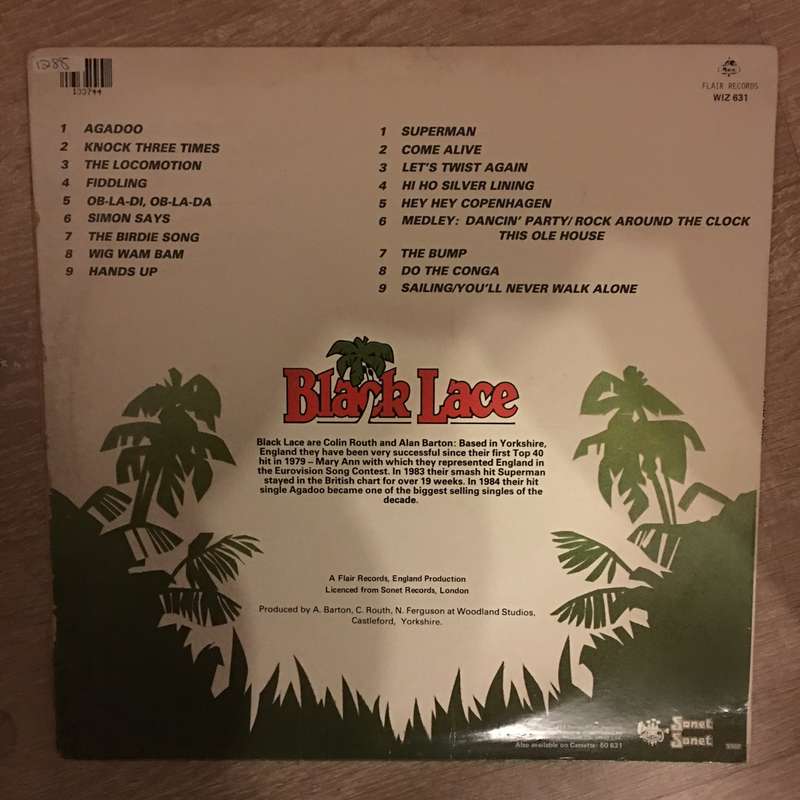 1285
133744
FLAIR RECORDS
WIZ 631
1 AGADOO
2 KNOCK THREE TIMES
3 THE LOCOMOTION
4 FIDDLING
5 OB-LA-DI, OB-LA-DA
6 SIMON SAYS
7 THE BIRDIE SONG
8 WIG WAM BAM
9 HANDS UP
1 SUPERMAN
2 COME ALIVE
3 LET'S TWIST AGAIN
4 HI HO SILVER LINING
5 HEY HEY COPENHAGEN
6 MEDLEY: DANCIN' PARTY/ROCK AROUND THE CLOCK
THIS OLE HOUSE
7 THE BUMP
8 DO THE CONGA
9 SAILING/YOU'LL NEVER WALK ALONE
Black Lace
Black Lace are Colin Routh and Alan Barton: Based in Yorkshire,
England they have been very successful since their first Top 40
hit in 1979 – Mary Ann with which they represented England in
the Eurovision Song Contest. In 1983 their smash hit Superman
stayed in the British chart for over 19 weeks. In 1984 their hit
single Agadoo became one of the biggest selling singles of the
decade.
A Flair Records, England Production
Licenced from Sonet Records, London
Produced by A. Barton, C. Routh, N. Ferguson at Woodland Studios,
Castleford, Yorkshire.
Also available on Cassette: 60 631
Sonet
Sonet